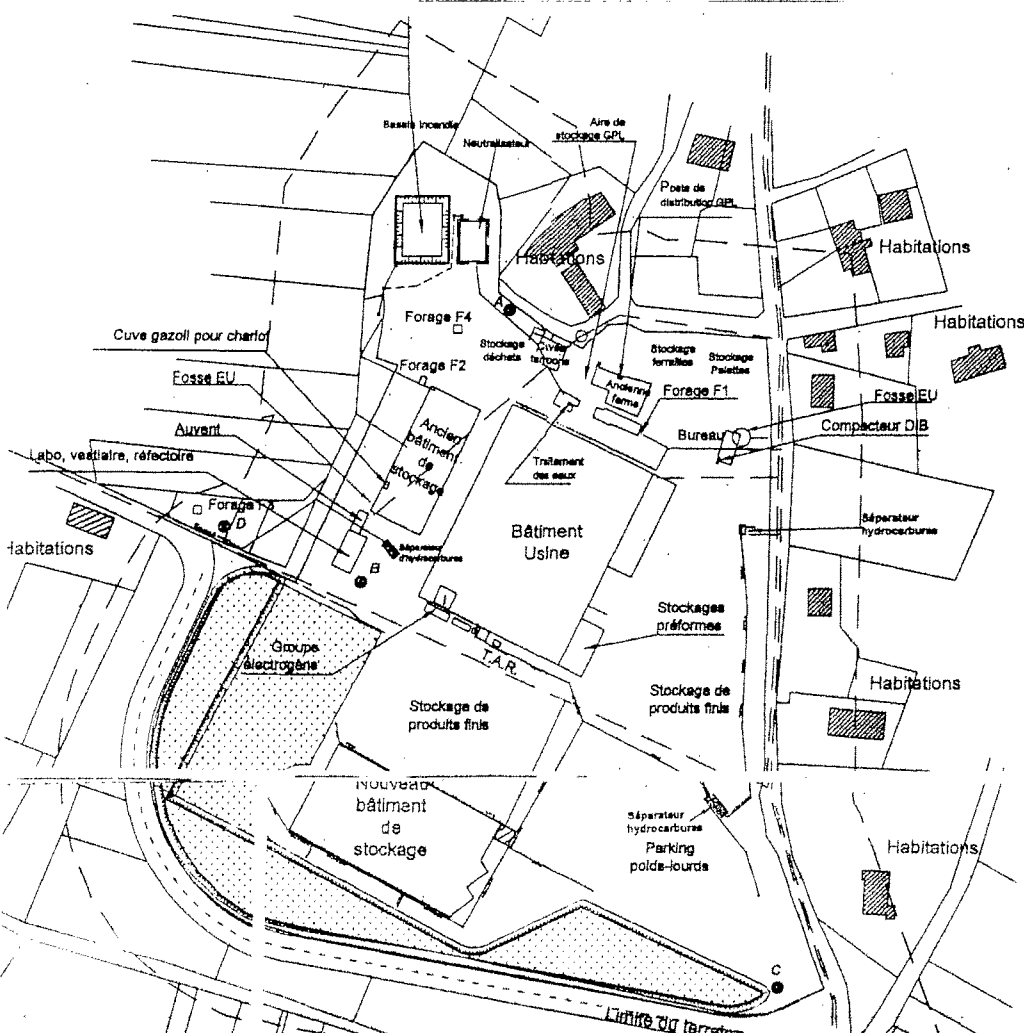 Bassin Incendie
Neutralisateur
Aire de
stockage GPL
Poste de
distribution GPL
Habitations
Habitations
Habitations
A
Forage F4
Stockage
déchets
Stockage
Stockage
Palettes
Cuve gazoil pour chariot
Forage F2
Ancienne
ferme
Forage F1
Fosse EU
Fosse EU
Bureau
Compacteur DIB
Auvent
Ancien
bâtiment
de
stockage
Labo, vestiaire, réfectoire
Traitement
des eaux
Forage F3
D
Bâtiment
Usine
Séparateur
hydrocarbures
Habitations
Séparateur
d'hydrocarbures
B
Stockages
préformes
Groupe
électrogène
T.A.R.
Stockage de
produits finis
Stockage de
produits finis
Habitations
Nouveau
bâtiment
de
stockage
Séparateur
hydrocarbures
Parking
poids-lourds
Habitations
C
Limite du terrain